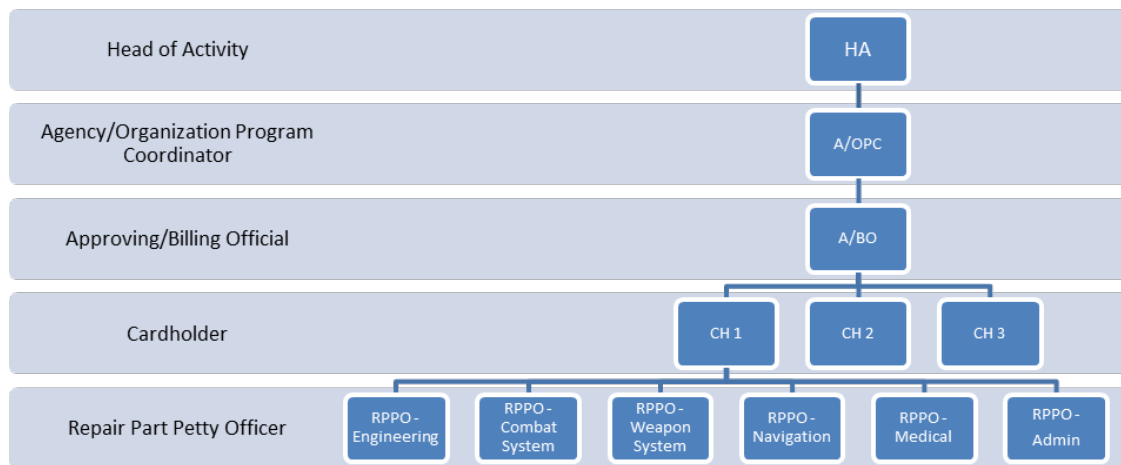 Head of Activity
HA
Agency/Organization Program
Coordinator
A/OPC
Approving/Billing Official
A/BO
Cardholder
CH 1
CH 2
CH 3
Repair Part Petty Officer
RPPO -
Engineering
RPPO -
Combat
System
RPPO -
Weapon
System
RPPO -
Navigation
RPPO -
Medical
RPPO -
Admin